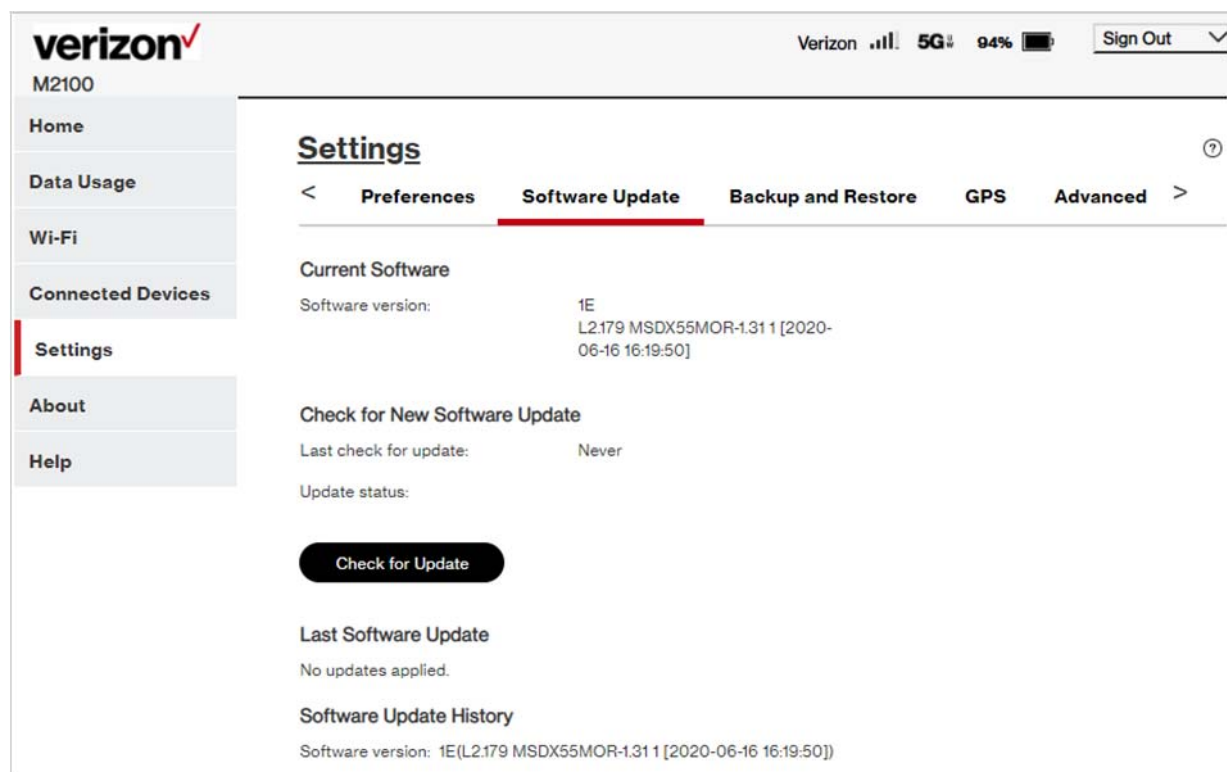 verizon
M2100
Verizon 5G UW 94% Sign Out
Home
Data Usage
Wi-Fi
Connected Devices
Settings
About
Help
Settings
?
< Preferences Software Update Backup and Restore GPS Advanced >
Current Software
Software version: 1E
L2.179 MSDX55MOR-1.31 1 [2020-
06-16 16:19:50]
Check for New Software Update
Last check for update: Never
Update status:
Check for Update
Last Software Update
No updates applied.
Software Update History
Software version: 1E(L2.179 MSDX55MOR-1.31 1 [2020-06-16 16:19:50])